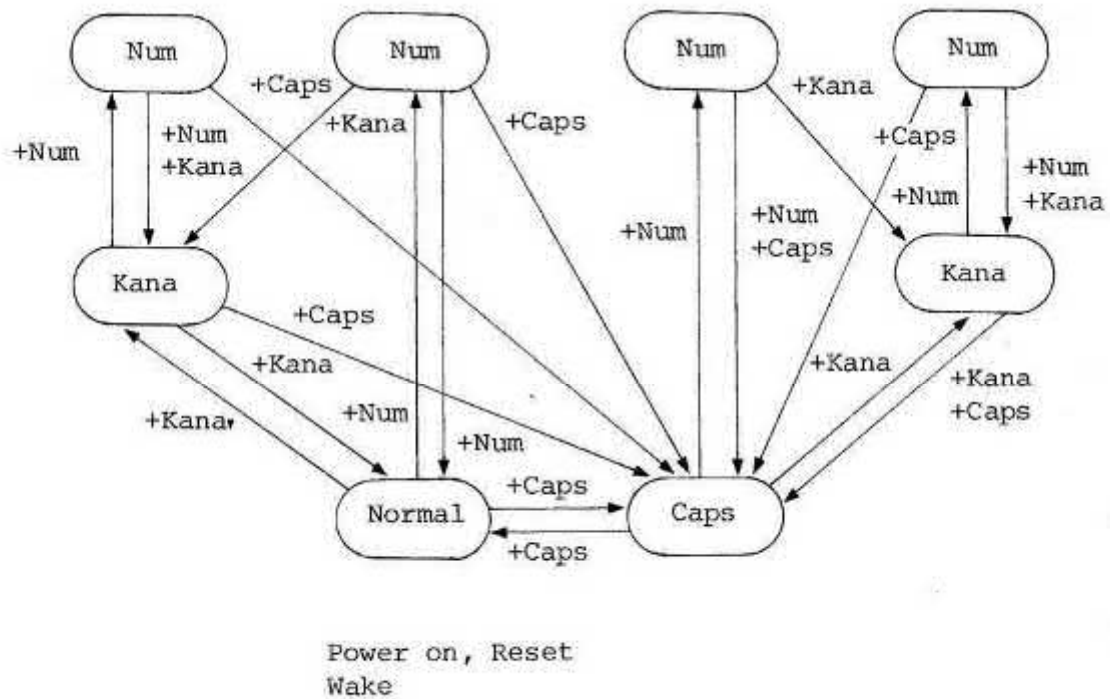 Num
Num
Num
Num
+Caps
+Kana
+Kana
+Caps
+Caps
+Num
+Num
+Kana
+Num
+Kana
+Num
+Num
+Num
+Caps
Kana
Kana
+Caps
+Kana
+Kana
+Kana
+Caps
+Kana
+Num
+Num
+Caps
Normal
Caps
+Caps
Power on, Reset
Wake